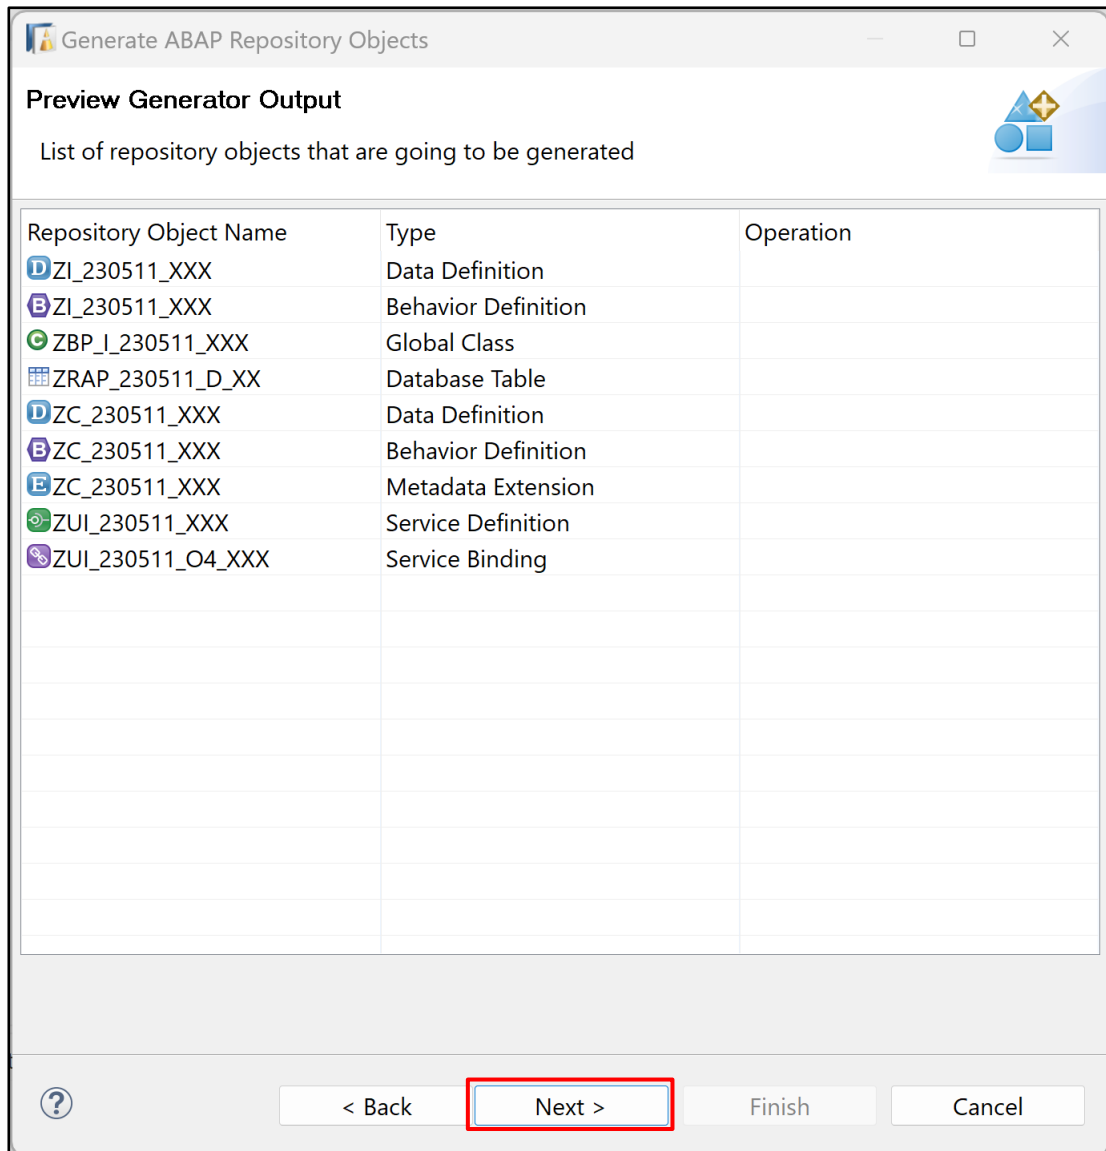 Generate ABAP Repository Objects
Preview Generator Output
List of repository objects that are going to be generated
Repository Object Name Type Operation
ZI_230511_XXX Data Definition
ZI_230511_XXX Behavior Definition
ZBP_I_230511_XXX Global Class
ZRAP_230511_D_XX Database Table
ZC_230511_XXX Data Definition
ZC_230511_XXX Behavior Definition
ZC_230511_XXX Metadata Extension
ZUI_230511_XXX Service Definition
ZUI_230511_O4_XXX Service Binding
< Back Next > Finish Cancel